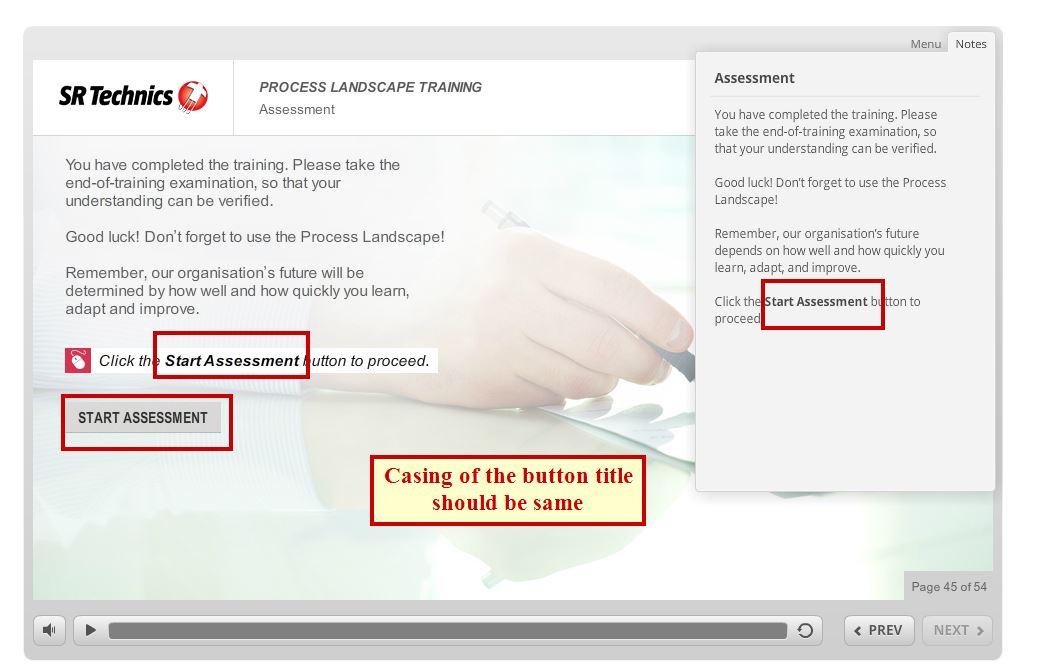 Menu Notes
SR Technics
PROCESS LANDSCAPE TRAINING
Assessment
You have completed the training. Please take the
end-of-training examination, so that your
understanding can be verified.
Good luck! Don't forget to use the Process Landscape!
Remember, our organisation's future will be
determined by how well and how quickly you learn,
adapt and improve.
Click the Start Assessment button to proceed.
START ASSESSMENT
Assessment
You have completed the training. Please
take the end-of-training examination, so
that your understanding can be verified.
Good luck! Don't forget to use the Process
Landscape!
Remember, our organisation's future
depends on how well and how quickly you
learn, adapt, and improve.
Click the Start Assessment button to
proceed.
Casing of the button title
should be same
Page 45 of 54
PREV
NEXT